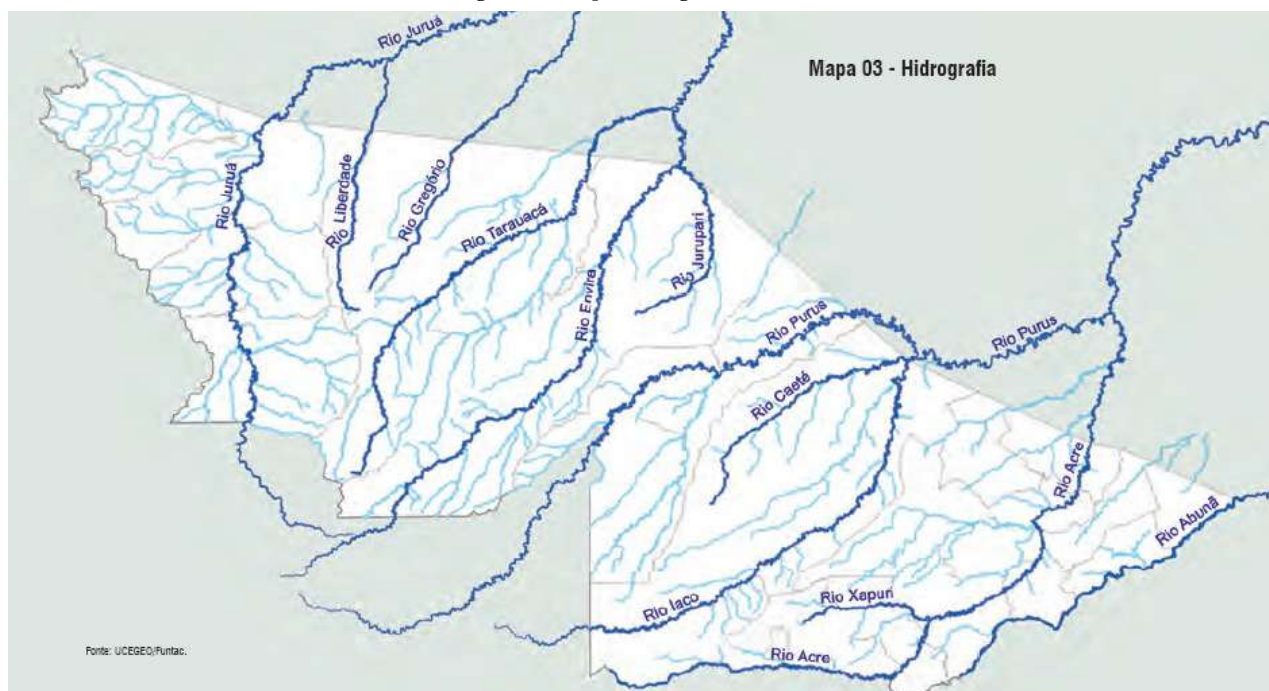 Rio Juruá
Mapa 03 - Hidrografia
Rio Juruá
Rio Liberdade
Rio Gregório
Rio Tarauacá
Rio Envira
Rio Jurupari
Rio Purus
Rio Purus
Rio Caeté
Rio Acre
Rio Abunã
Rio Iaco
Rio Xapuri
Rio Acre
Fonte: UCEGEO/Funtac.